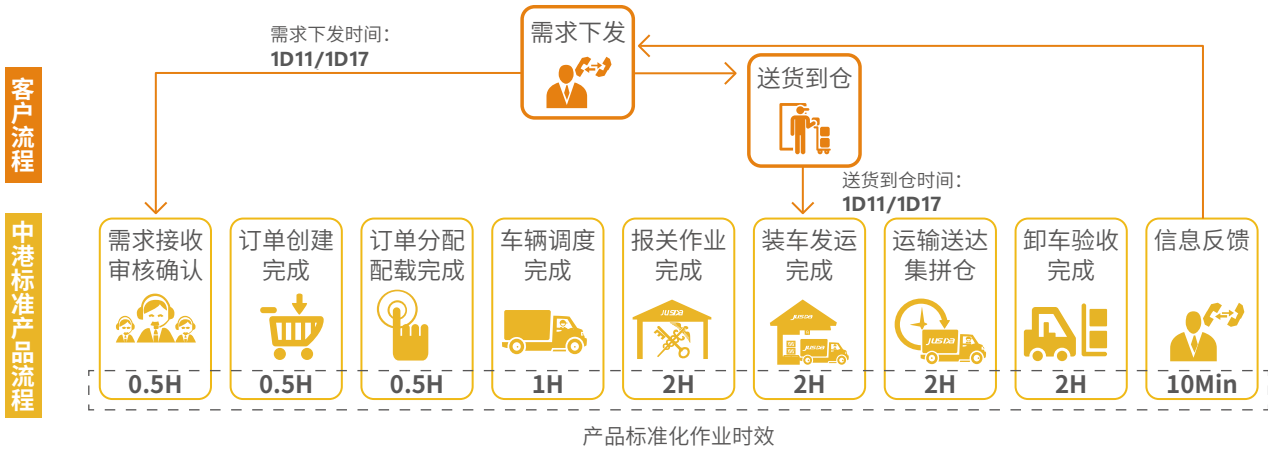 需求下发时间:
1D11/1D17
需求下发
送货到仓
送货到仓时间:
1D11/1D17
客户流程
中港标准产品流程
需求接收
审核确认
0.5H
订单创建
完成
0.5H
订单分配
配载完成
0.5H
车辆调度
完成
1H
报关作业
完成
JUSDA
2H
装车发运
完成
JUSDA
JUSDA
2H
运输送达
集拼仓
JUSDA
2H
卸车验收
完成
2H
信息反馈
10Min
产品标准化作业时效